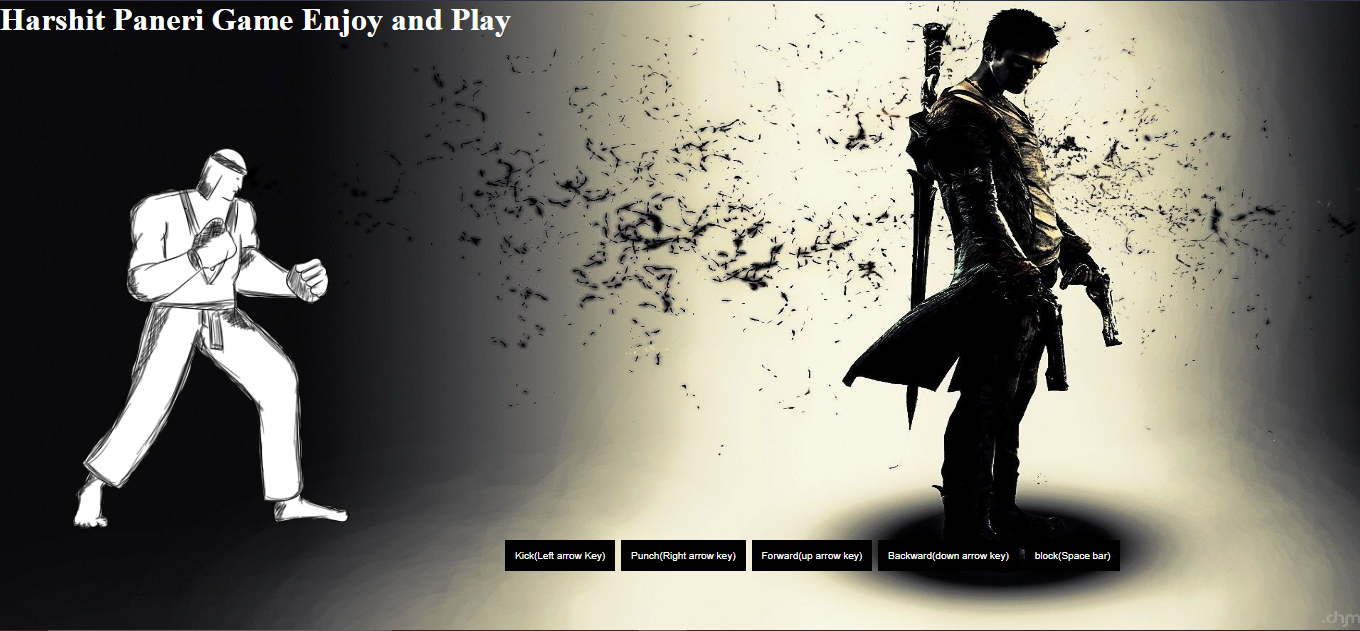 Harshit Paneri Game Enjoy and Play
Kick(Left arrow Key) Punch(Right arrow key) Forward(up arrow key) Backward(down arrow key) block(Space bar)